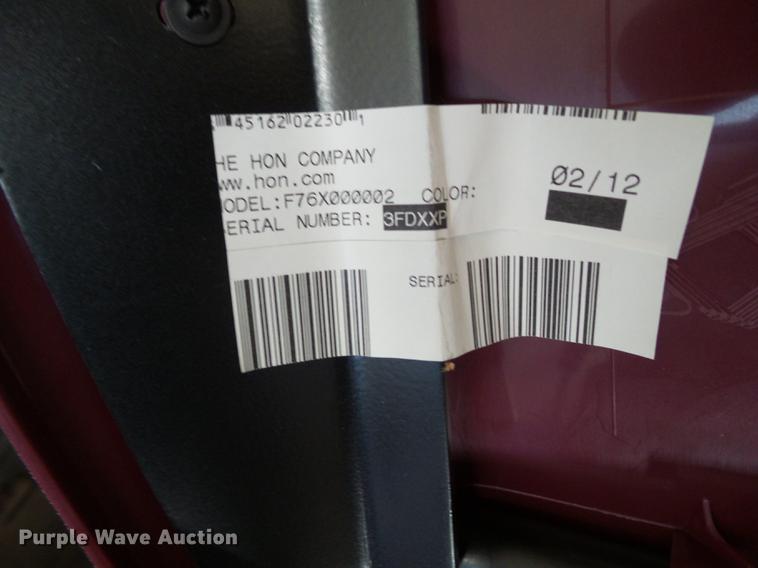 45162 02230 1
HE HON COMPANY
ww.hon.com
ODEL:F76X000002 COLOR:
ERIAL NUMBER: 3FDXXP
Ø2/12
SERIAL:
Purple Wave Auction